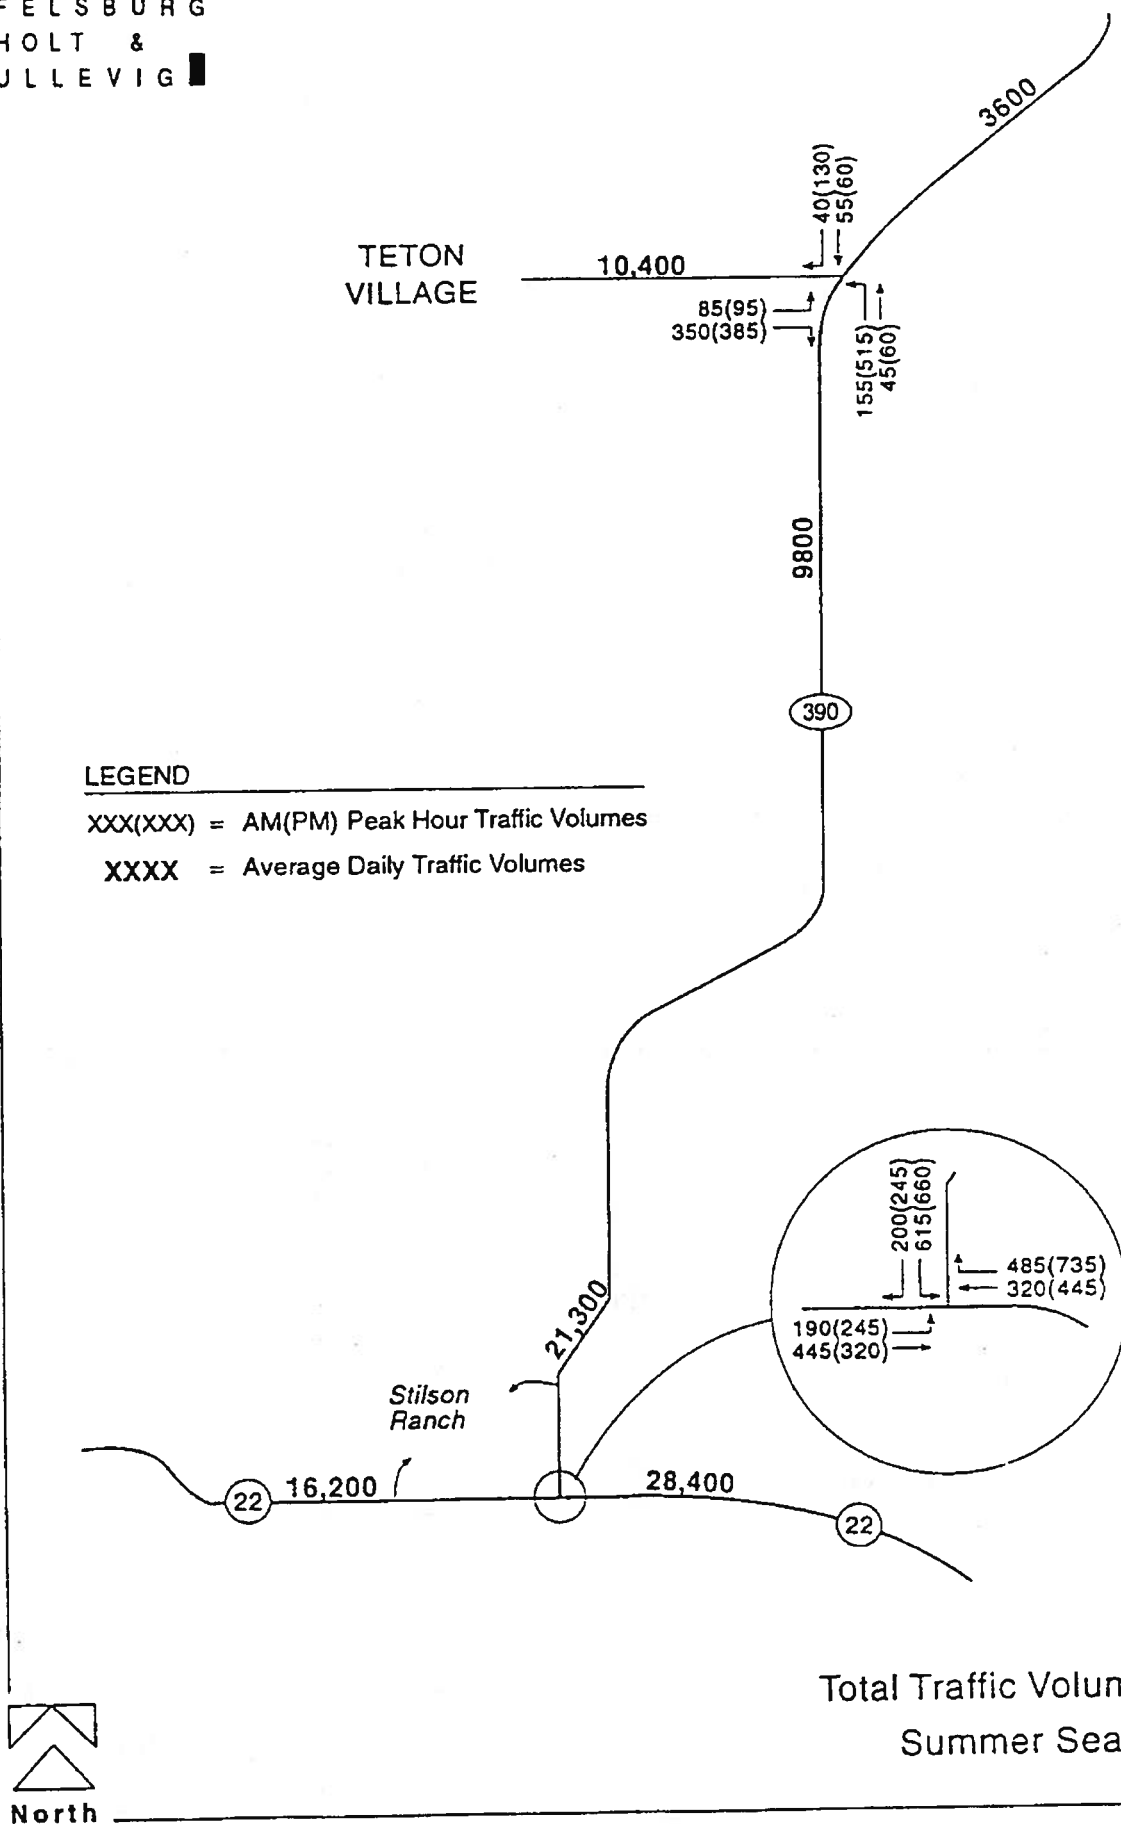 FELSBURG
HOLT &
ULLEVIG
3600
40(130)
55(60)
TETON
VILLAGE
10,400
85(95)
350(385)
155(515)
45(60)
9800
390
LEGEND
XXX(XXX) = AM(PM) Peak Hour Traffic Volumes
XXXX = Average Daily Traffic Volumes
200(245)
615(660)
485(735)
320(445)
190(245)
445(320)
21,300
Stilson
Ranch
22
16,200
28,400
22
Total Traffic Volum
Summer Sea
North